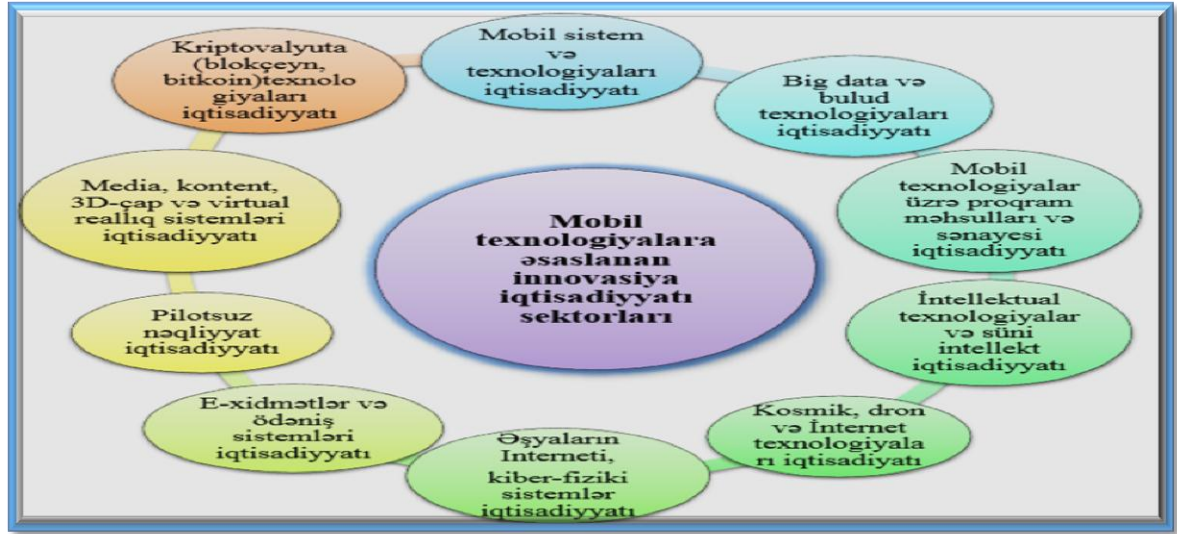 Mobil sistem
və
texnologiyaları
iqtisadiyyatı
Big data və
bulud
texnologiyaları
iqtisadiyyatı
Mobil
texnologiyalar
üzrə proqram
məhsulları və
sənayesi
iqtisadiyyatı
İntellektual
texnologiyalar
və süni
intellekt
iqtisadiyyatı
Kosmik, dron
və İnternet
texnologiyala
rı iqtisadiyatı
Əşyaların
Interneti,
kiber-fiziki
sistemlər
iqtisadiyyatı
E-xidmətlər və
ödəniş
sistemləri
iqtisadiyyatı
Pilotsuz
nəqliyyat
iqtisadiyyatı
Media, kontent,
3D-çap və virtual
reallıq sistemləri
iqtisadiyyatı
Kriptovalyuta
(blokçeyn,
bitkoin)texnolo
giyaları
iqtisadiyyatı
Mobil
texnologiyalara
əsaslanan
innovasiya
iqtisadiyyatı
sektorları